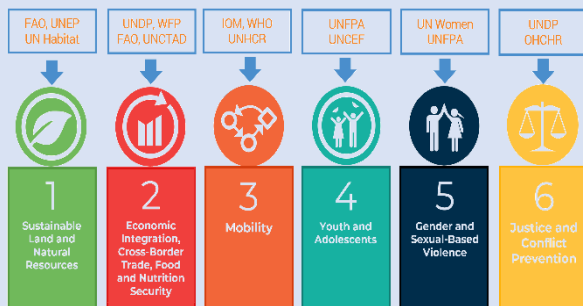 FAO, UNEP
UN Habitat
UNDP, WFP
FAO, UNCTAD
IOM, WHO
UNHCR
UNFPA
UNCEF
UN Women
UNFPA
UNDP
OHCHR
1
Sustainable
Land and
Natural
Resources
2
Economic
Integration,
Cross-Border
Trade, Food
and Nutrition
Security
3
Mobility
4
Youth and
Adolescents
5
Gender and
Sexual-Based
Violence
6
Justice and
Conflict
Prevention